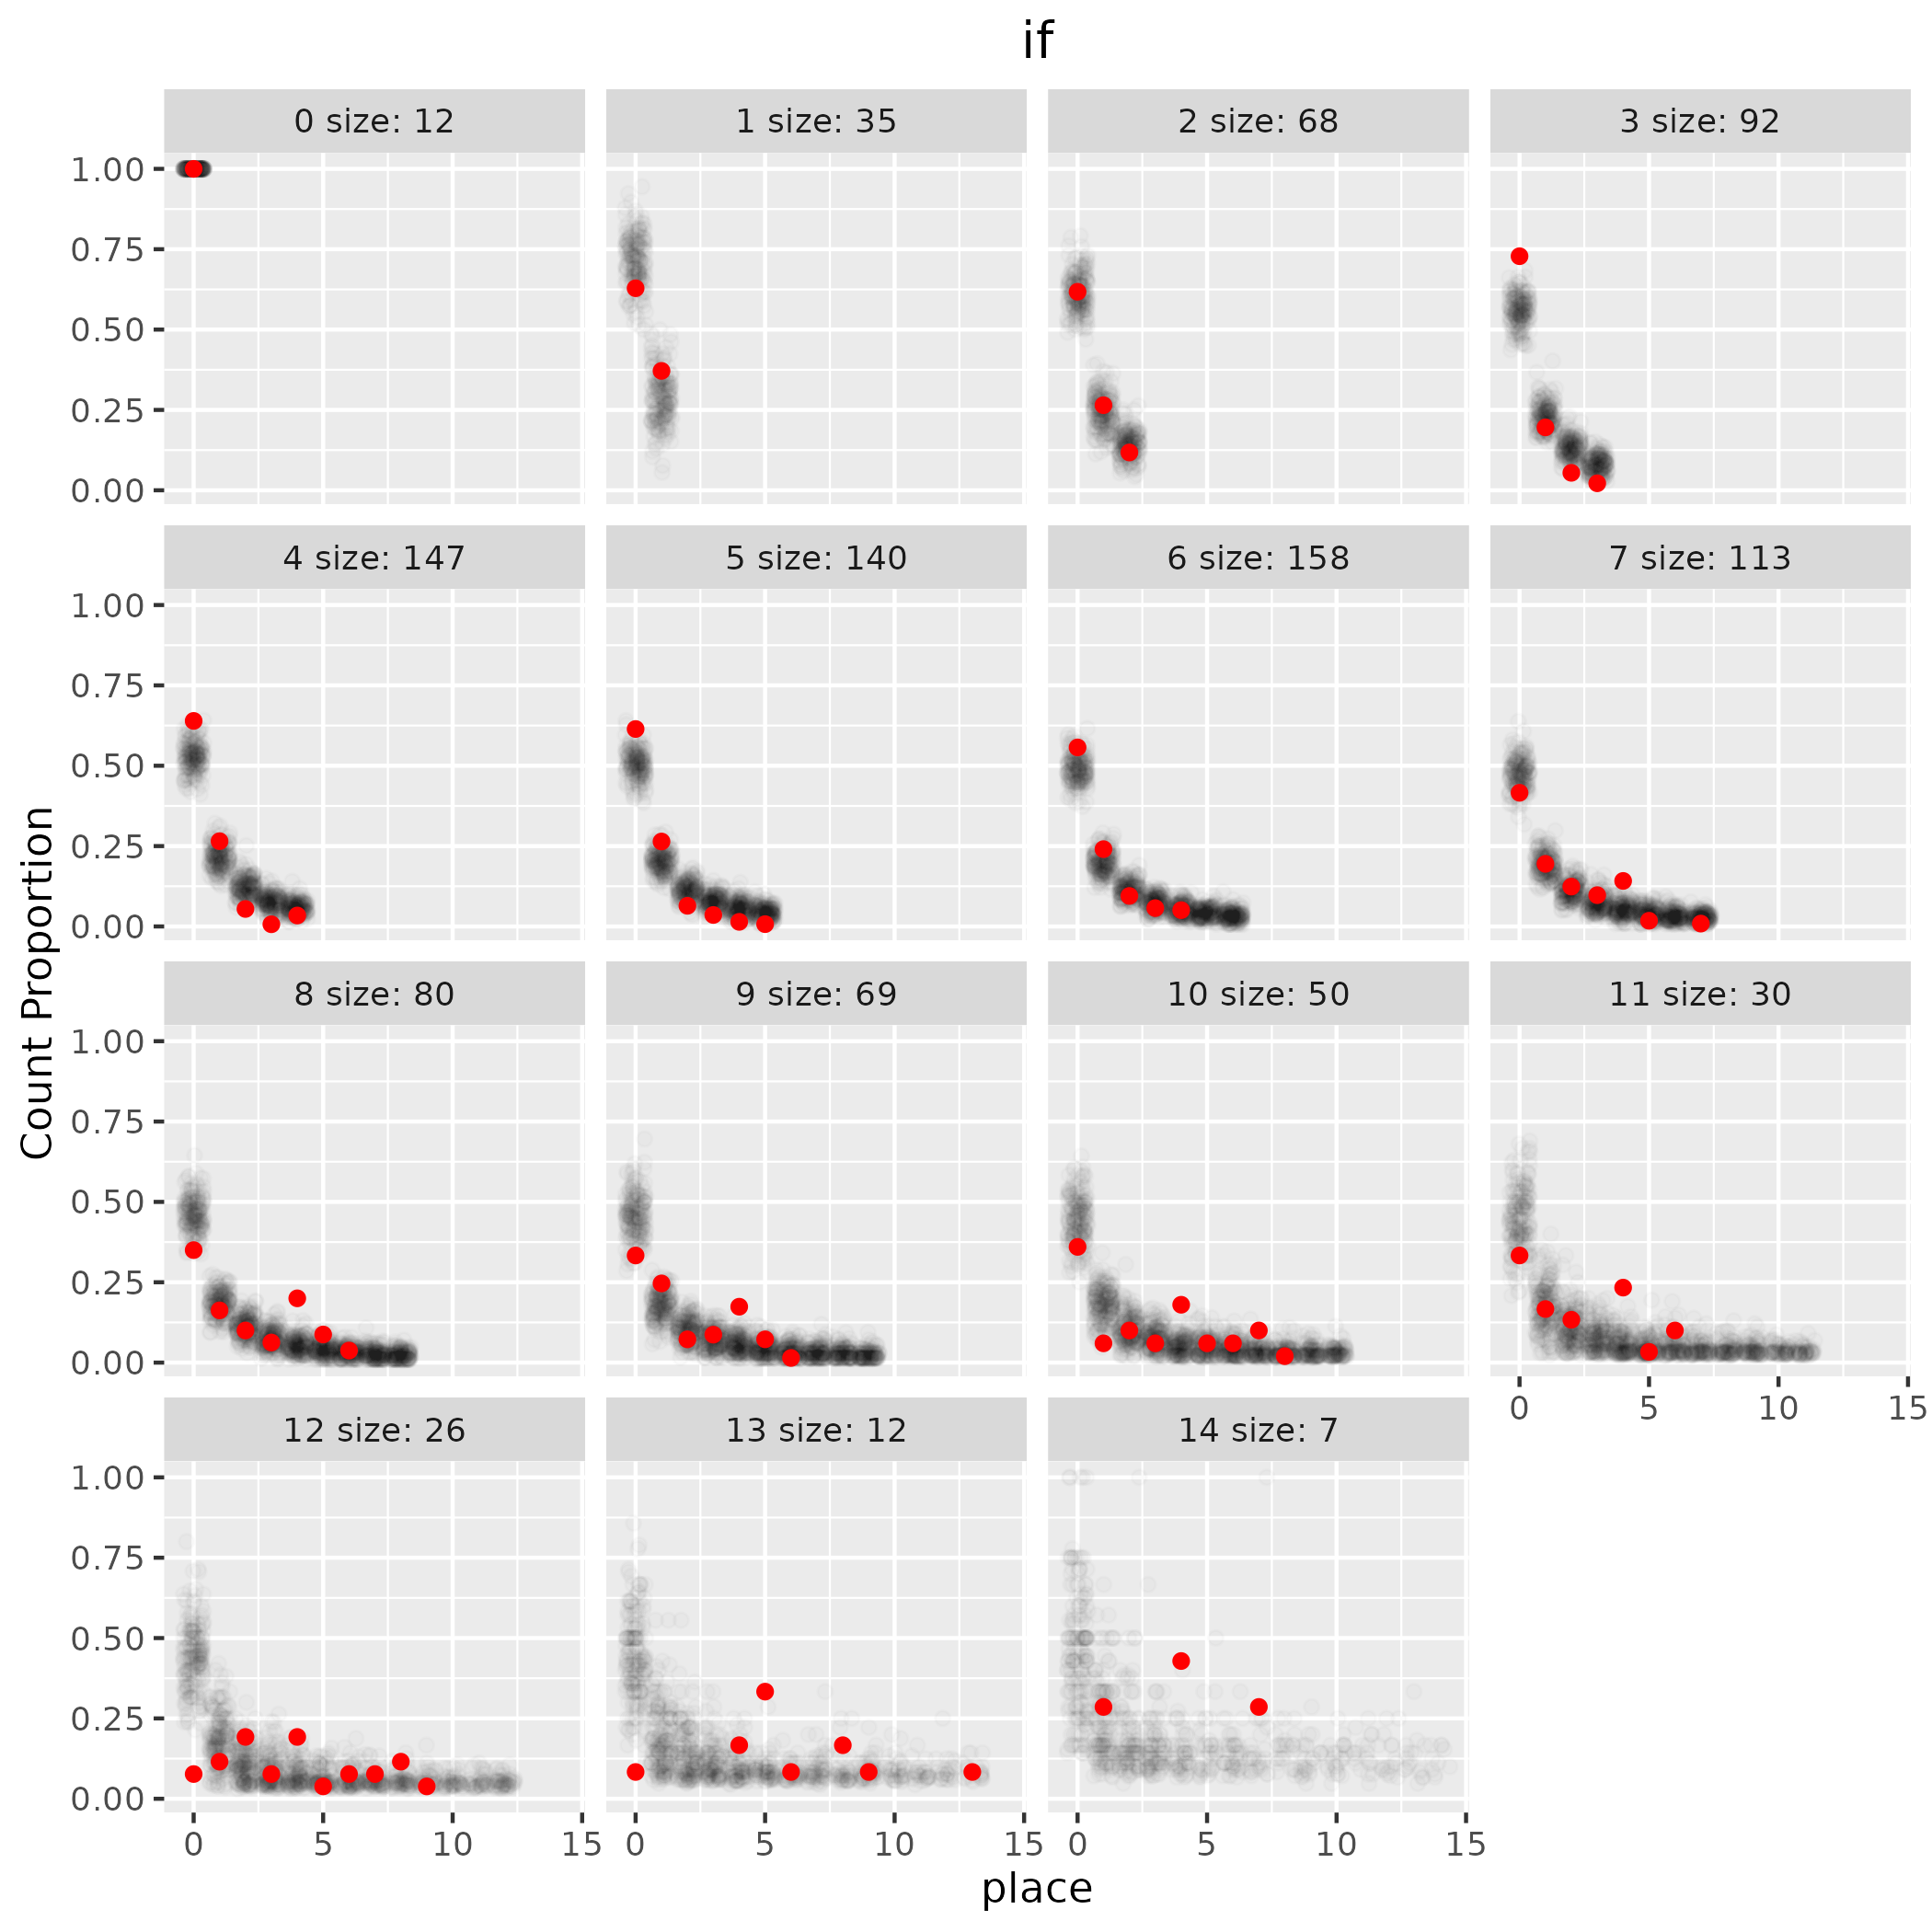 if
0 size: 12
1 size: 35
2 size: 68
3 size: 92
1.00
0.75
0.50
0.25
0.00
4 size: 147
5 size: 140
6 size: 158
7 size: 113
1.00
0.75
0.50
0.25
0.00
Count Proportion
8 size: 80
9 size: 69
10 size: 50
11 size: 30
1.00
0.75
0.50
0.25
0.00
0 5 10 15
12 size: 26
13 size: 12
14 size: 7
1.00
0.75
0.50
0.25
0.00
0 5 10 15
0 5 10 15
0 5 10 15
place